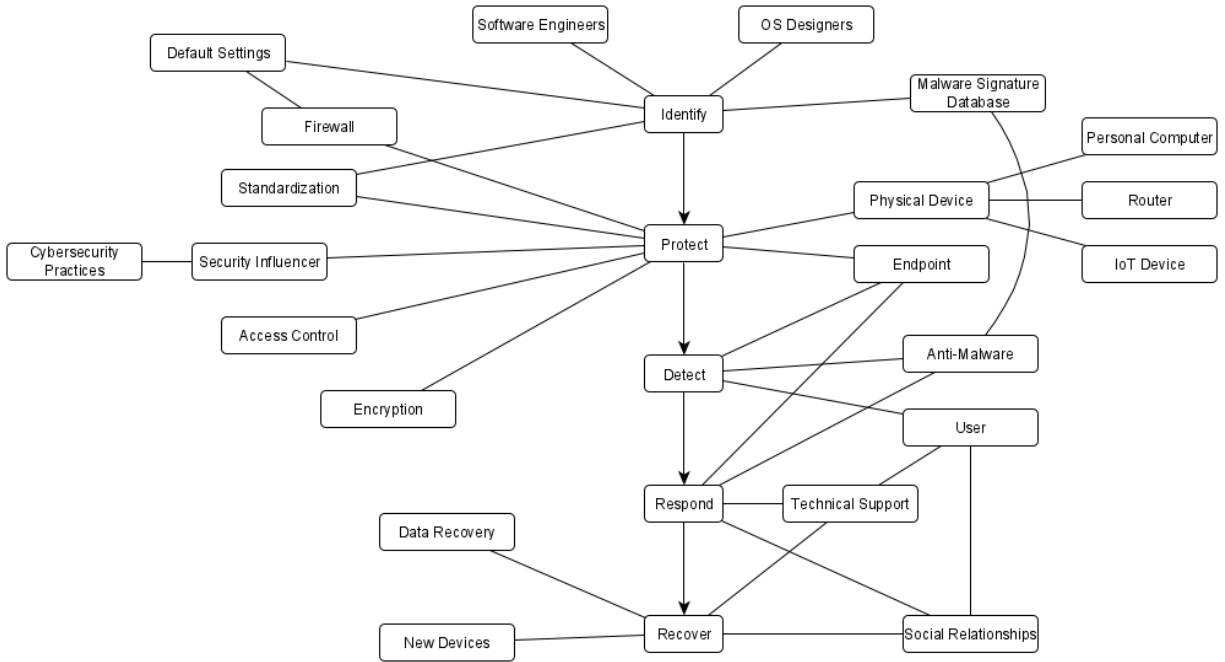 Software Engineers
OS Designers
Default Settings
Malware Signature
Database
Identify
Firewall
Personal Computer
Standardization
Physical Device
Router
Protect
Cybersecurity
Practices
Security Influencer
Endpoint
IoT Device
Access Control
Anti-Malware
Detect
Encryption
User
Respond
Technical Support
Data Recovery
Recover
Social Relationships
New Devices